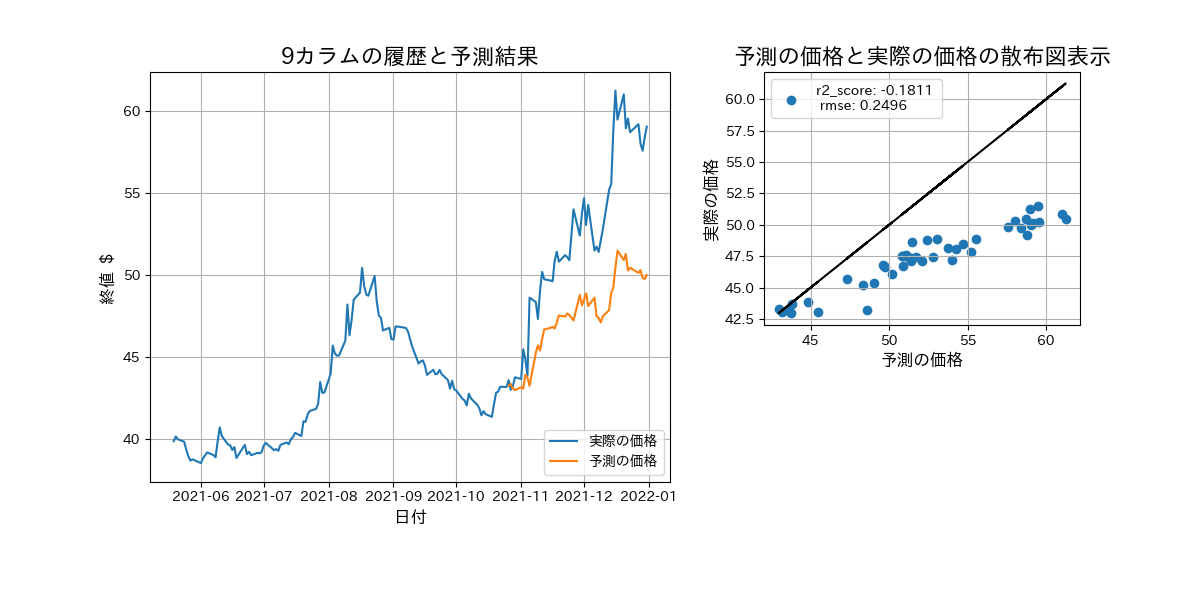 9カラムの履歴と予測結果
終値 $
60
55
50
45
40
2021-06 2021-07 2021-08 2021-09 2021-10 2021-11 2021-12 2022-01
日付
実際の価格
予測の価格
予測の価格と実際の価格の散布図表示
実際の価格
60.0
57.5
55.0
52.5
50.0
47.5
45.0
42.5
r2_score: -0.1811
rmse: 0.2496
45 50 55 60
予測の価格